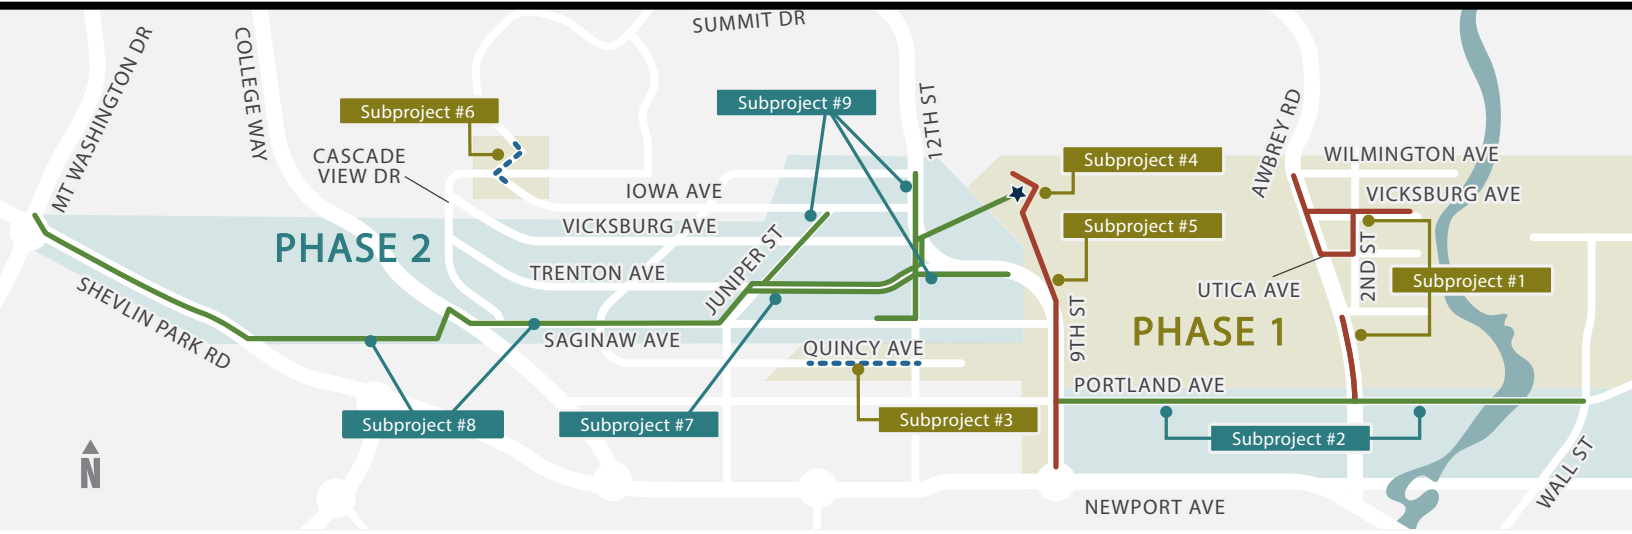 SUMMIT DR
MT WASHINGTON DR
COLLEGE WAY
Subproject #6
Subproject #9
12TH ST
AWBREY RD
CASCADE
VIEW DR
IOWA AVE
Subproject #4
WILMINGTON AVE
VICKSBURG AVE
VICKSBURG AVE
Subproject #5
PHASE 2
TRENTON AVE
JUNIPER ST
2ND ST
UTICA AVE
Subproject #1
SHEVLIN PARK RD
SAGINAW AVE
QUINCY AVE
9TH ST
PHASE 1
PORTLAND AVE
Subproject #8
Subproject #7
Subproject #3
Subproject #2
N
WALL ST
NEWPORT AVE